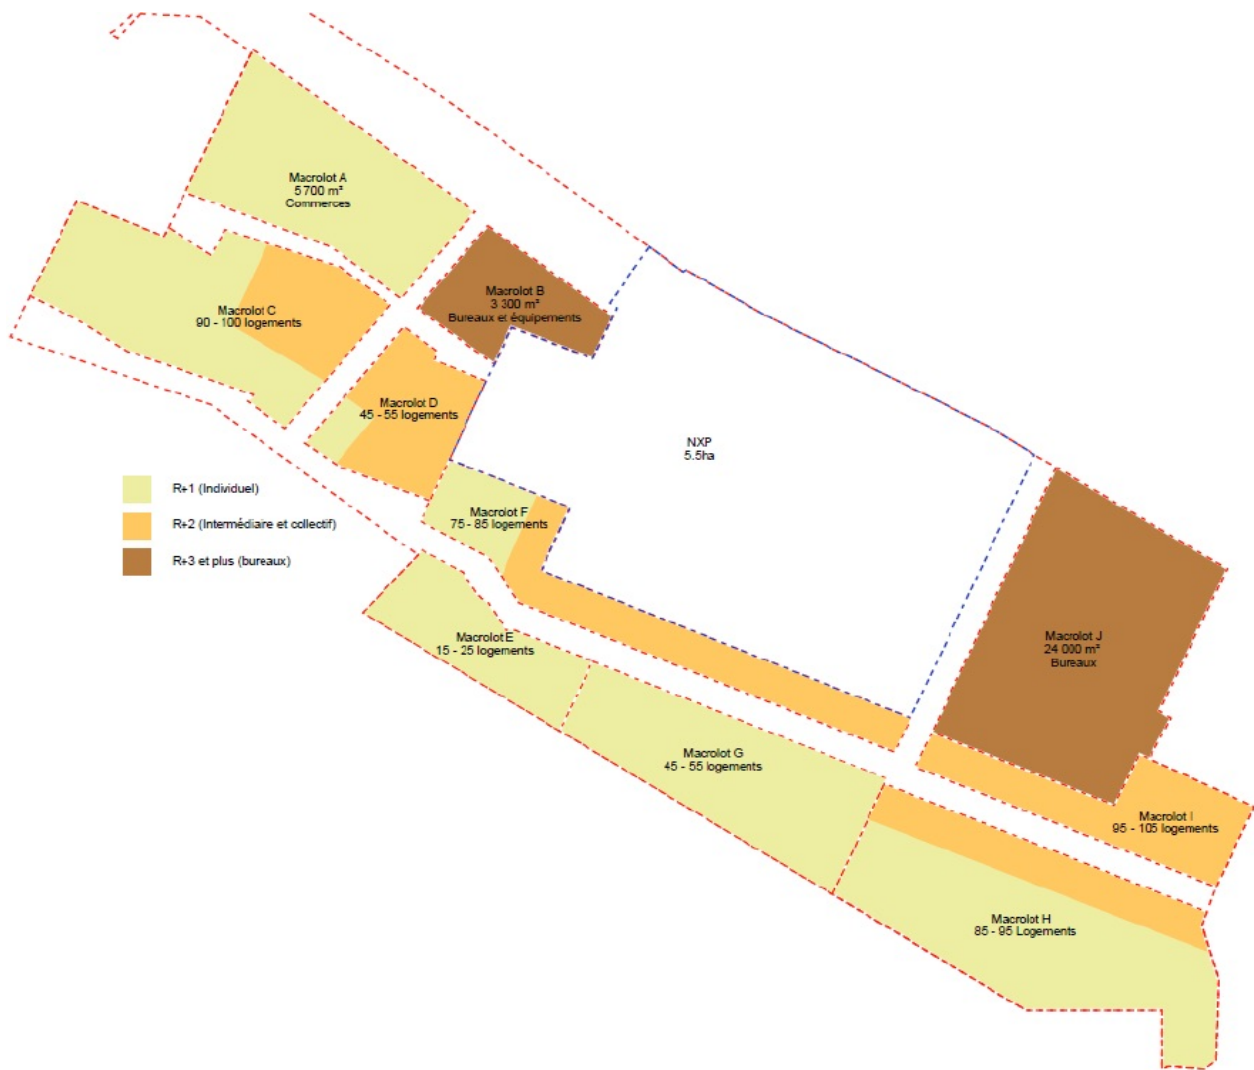 Macrolot A
5 700 m²
Commerces
Macrolot B
3 300 m²
Bureaux et équipements
Macrolot C
90 - 100 logements
Macrolot D
45 - 55 logements
NXP
5.5ha
R+1 (Individuel)
R+2 (Intermédiaire et collectif)
R+3 et plus (bureaux)
Macrolot F
75 - 85 logements
Macrolot E
15 - 25 logements
Macrolot J
24 000 m²
Bureaux
Macrolot G
45 - 55 logements
Macrolot I
95 - 105 logements
Macrolot H
85 - 95 Logements